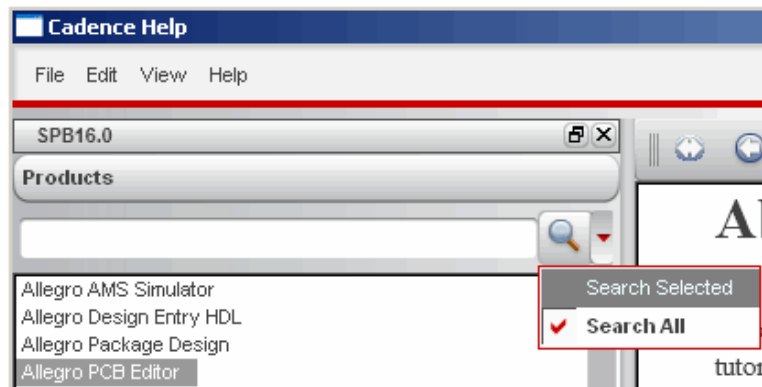 Cadence Help
File Edit View Help
SPB16.0
Products
Allegro AMS Simulator
Allegro Design Entry HDL
Allegro Package Design
Allegro PCB Editor
Search Selected
Search All